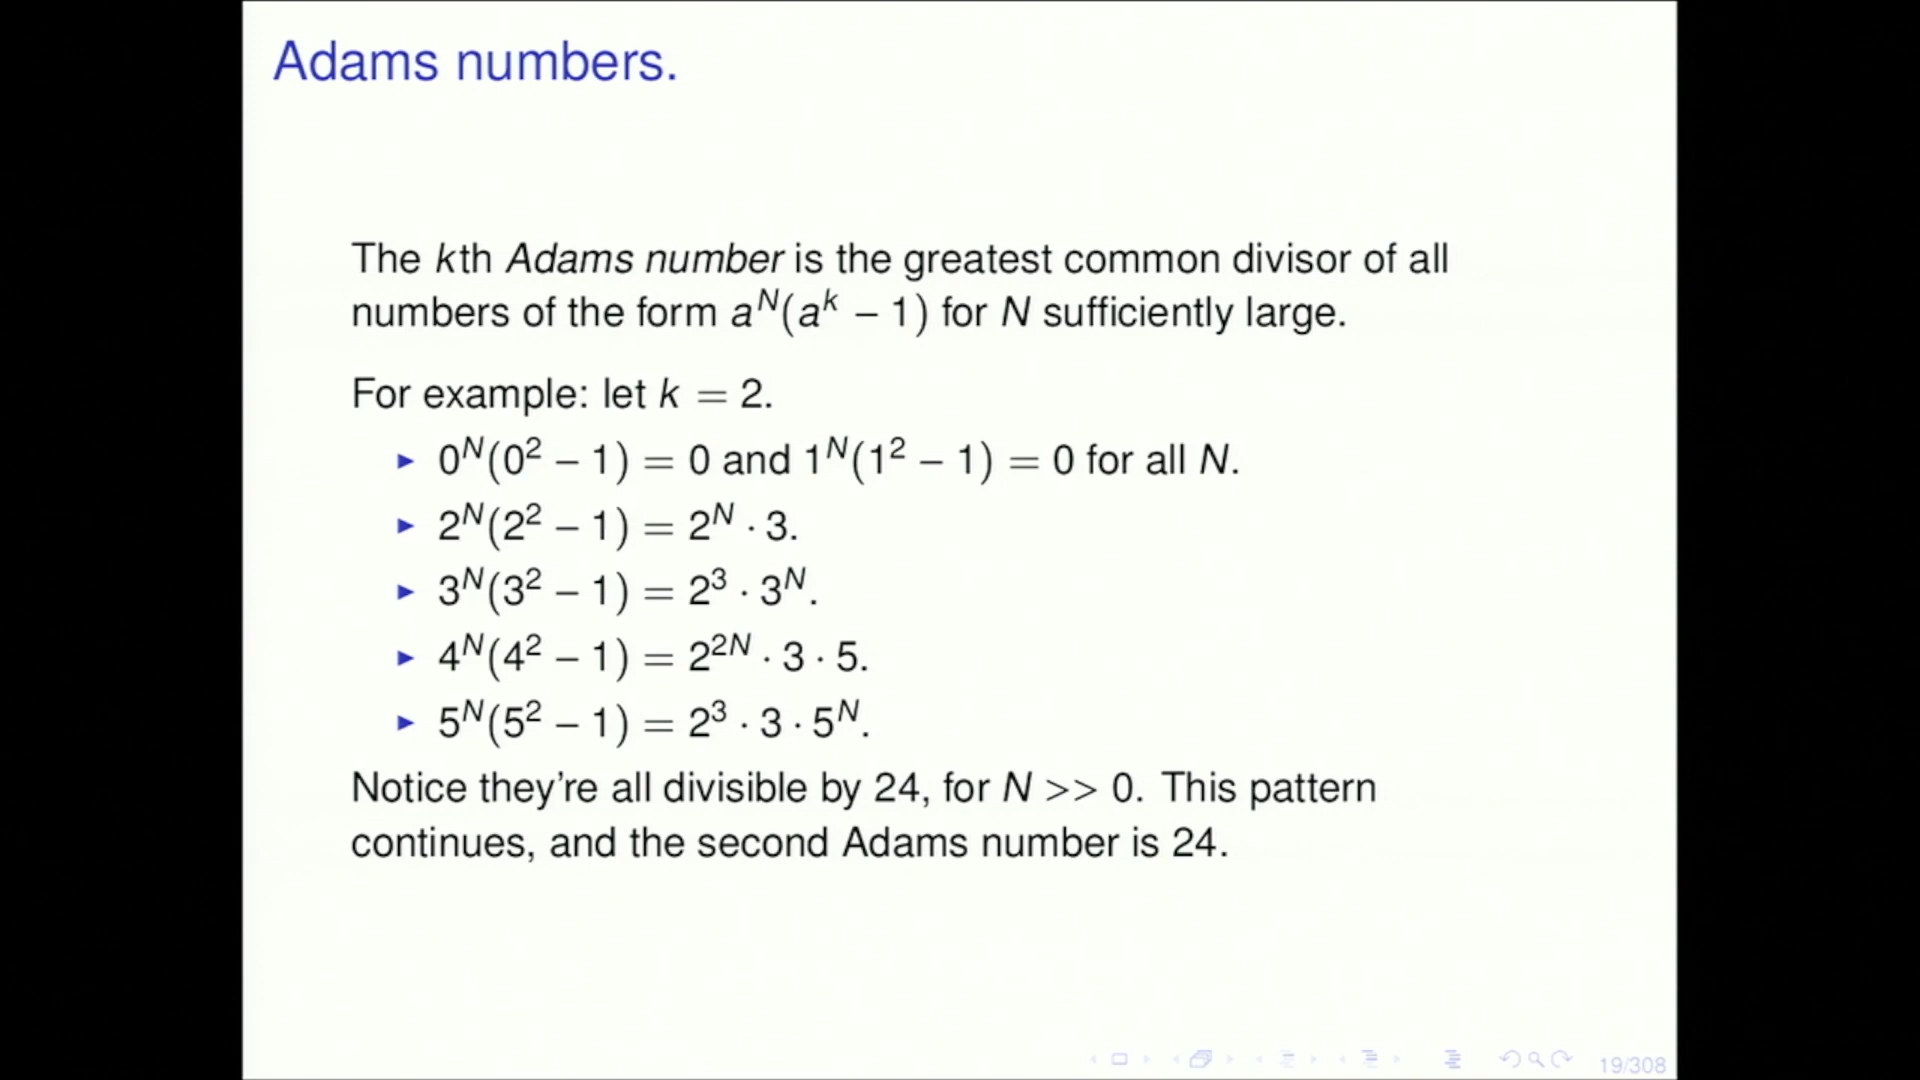 Adams numbers.
The kth Adams number is the greatest common divisor of all
numbers of the form a^N(a^k – 1) for N sufficiently large.
For example: let k = 2.
▶ 0^N(0² – 1) = 0 and 1^N(1² – 1) = 0 for all N.
▶ 2^N(2² – 1) = 2^N · 3.
▶ 3^N(3² – 1) = 2³ · 3^N.
▶ 4^N(4² – 1) = 2^{2N} · 3 · 5.
▶ 5^N(5² – 1) = 2³ · 3 · 5^N.
Notice they're all divisible by 24, for N >> 0. This pattern
continues, and the second Adams number is 24.
19/308